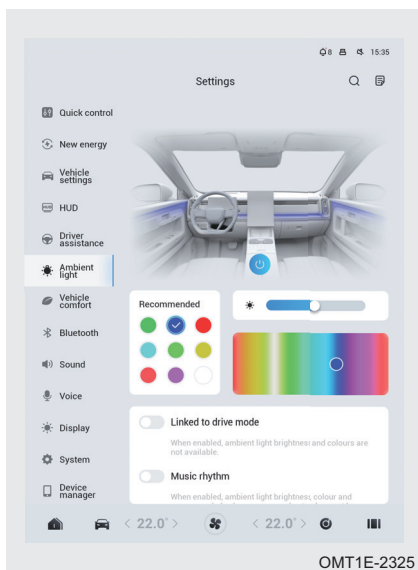 8 15:35
Settings
Quick control
New energy
Vehicle
settings
HUD
HUD
Driver
assistance
Ambient
light
Vehicle
comfort
Bluetooth
Sound
Voice
Display
System
Device
manager
Recommended
Linked to drive mode
When enabled, ambient light brightness and colours are
not available.
Music rhythm
When enabled, ambient light brightness, colour and
< 22.0° >
< 22.0° >
OMT1E-2325